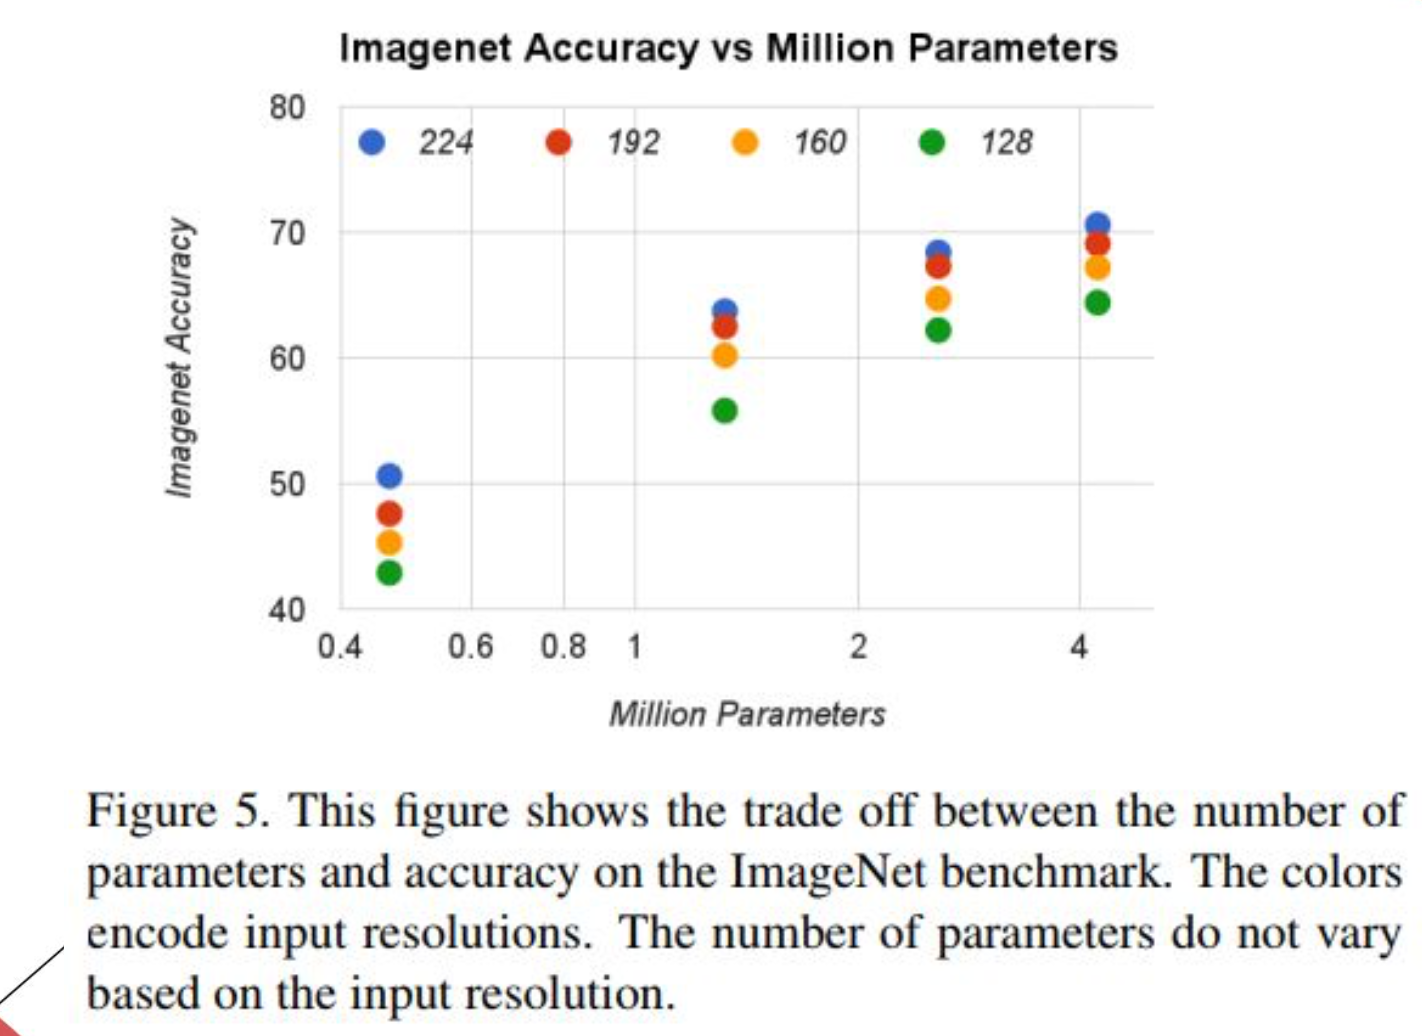 Imagenet Accuracy vs Million Parameters
80
224 192 160 128
70
Imagenet Accuracy
60
50
40
0.4 0.6 0.8 1 2 4
Million Parameters
Figure 5. This figure shows the trade off between the number of
parameters and accuracy on the ImageNet benchmark. The colors
encode input resolutions. The number of parameters do not vary
based on the input resolution.